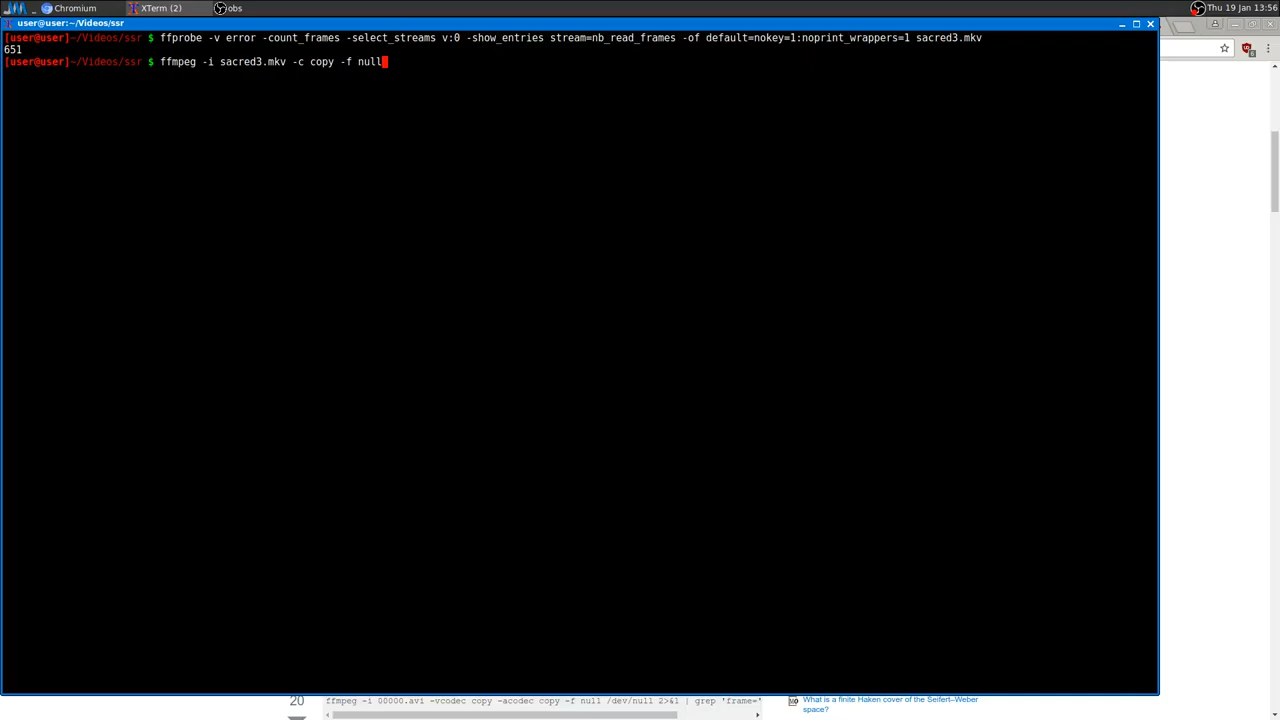 Chromium
XTerm (2)
obs
Thu 19 Jan 13:56
user@user:~/Videos/ssr
[user@user]~/Videos/ssr $ ffprobe -v error -count_frames -select_streams v:0 -show_entries stream=nb_read_frames -of default=nokey=1:noprint_wrappers=1 sacred3.mkv
651
[user@user]~/Videos/ssr $ ffmpeg -i sacred3.mkv -c copy -f null
20
ffmpeg -i 00000.avi -vcodec copy -acodec copy -f null /dev/null 2>&1 | grep 'frame='
What is a finite Haken cover of the Seifert–Weber
space?